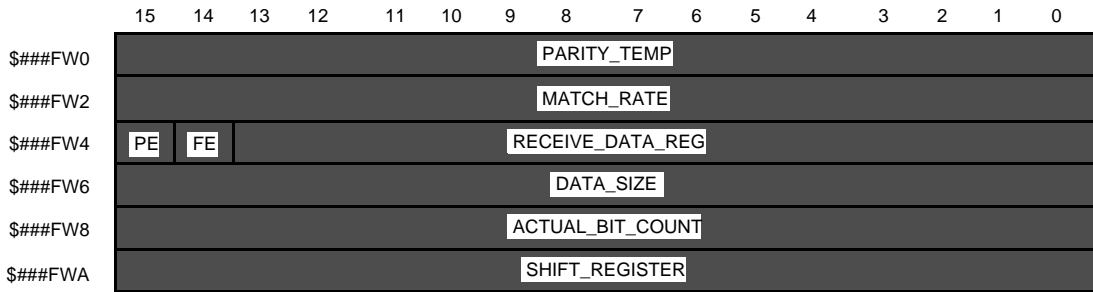 15 14 13 12 11 10 9 8 7 6 5 4 3 2 1 0
$###FW0 PARITY_TEMP
$###FW2 MATCH_RATE
$###FW4 PE FE RECEIVE_DATA_REG
$###FW6 DATA_SIZE
$###FW8 ACTUAL_BIT_COUNT
$###FWA SHIFT_REGISTER